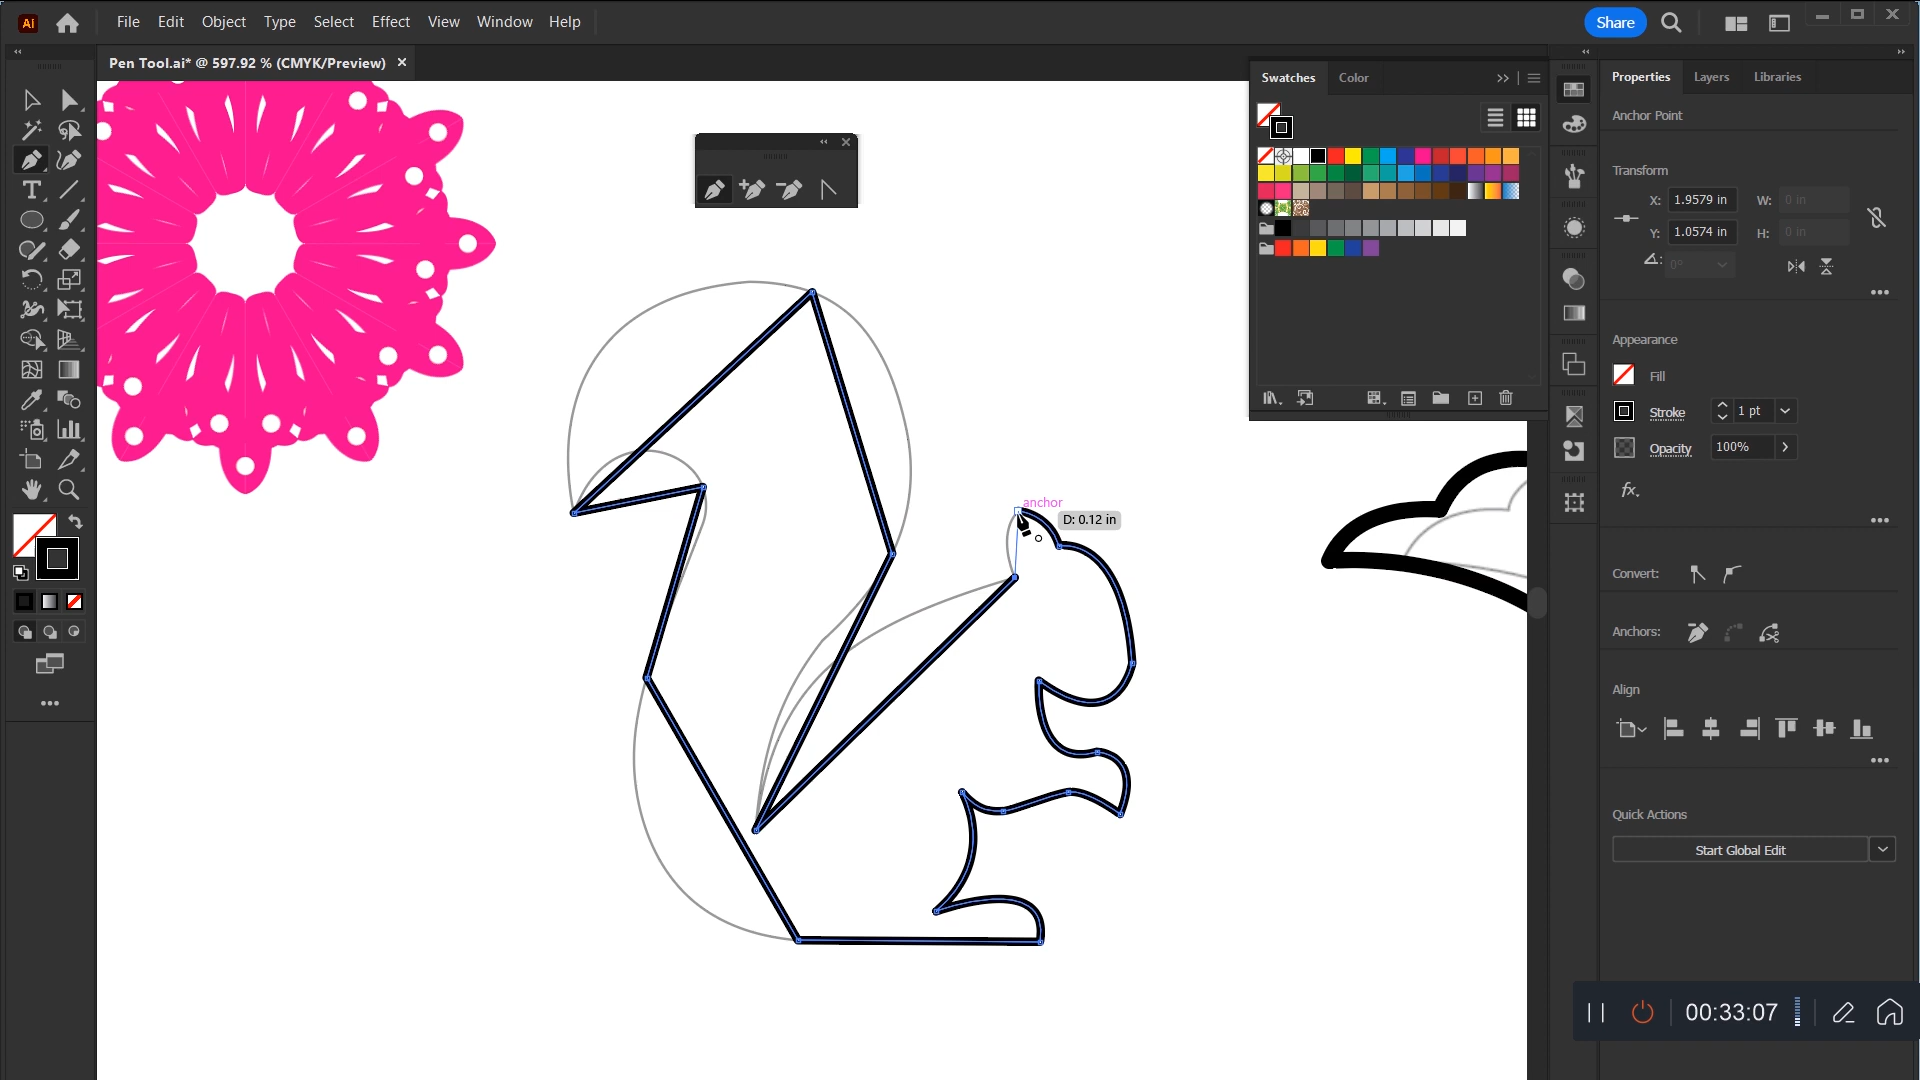 Ai File Edit Object Type Select Effect View Window Help Share
Pen Tool.ai* @ 597.92 % (CMYK/Preview)
Swatches Color
Properties Layers Libraries
Anchor Point
Transform
X: 1.9579 in W: 0 in
Y: 1.0574 in H: 0 in
0°
Appearance
Fill
Stroke 1 pt
Opacity 100%
fx.
anchor
D: 0.12 in
Convert:
Anchors:
Align
Quick Actions
Start Global Edit
00:33:07